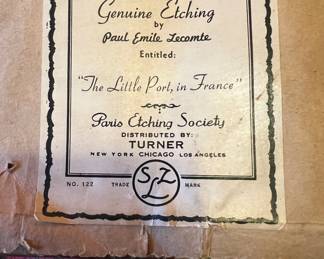 Genuine Etching
by
Paul Emile Lecomte
Entitled:
"The Little Port, in France"
Paris Etching Society
DISTRIBUTED BY:
TURNER
NEW YORK CHICAGO LOS ANGELES
NO. 122 TRADE MARK